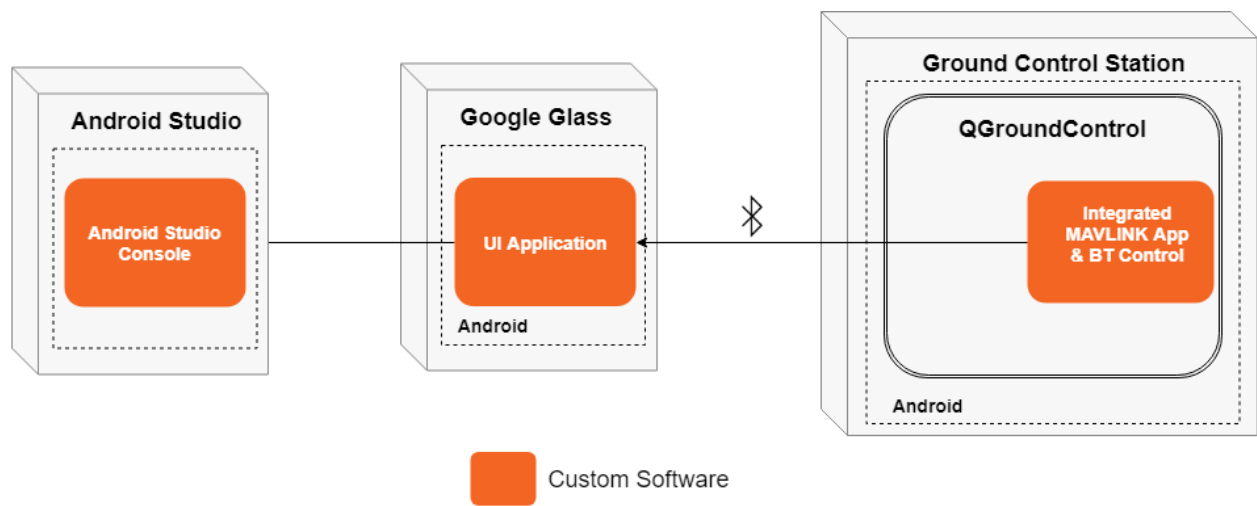 Android Studio
Android Studio
Console
Google Glass
UI Application
Android
Ground Control Station
QGroundControl
Integrated
MAVLINK App
& BT Control
Android
Custom Software